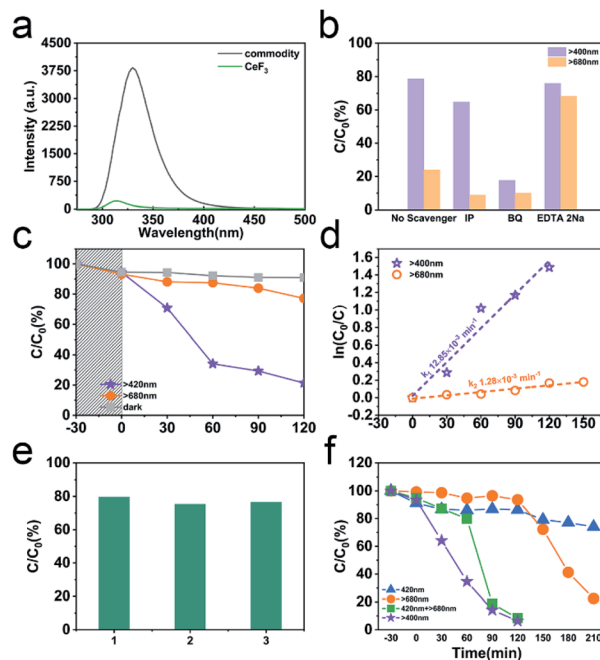 a
Intensity (a.u.)
4500
3750
3000
2250
1500
750
0
commodity
CeF3
300
350
400
450
500
Wavelength(nm)
b
C/C0(%)
100
80
60
40
20
0
>400nm
>680nm
No Scavenger
IP
BQ
EDTA 2Na
c
C/C0(%)
100
80
60
40
20
0
>420nm
>680nm
dark
-30
0
30
60
90
120
d
ln(C0/C)
1.6
1.4
1.2
1.0
0.8
0.6
0.4
0.2
0.0
-0.2
>400nm
>680nm
k1 12.85×10-3 min-1
k2 1.28×10-3 min-1
-30
0
30
60
90
120
150
e
C/C0(%)
100
80
60
40
20
0
1
2
3
f
C/C0(%)
100
80
60
40
20
0
420nm
>680nm
420nm+>680nm
>400nm
-30
0
30
60
90
120
150
180
210
Time(min)